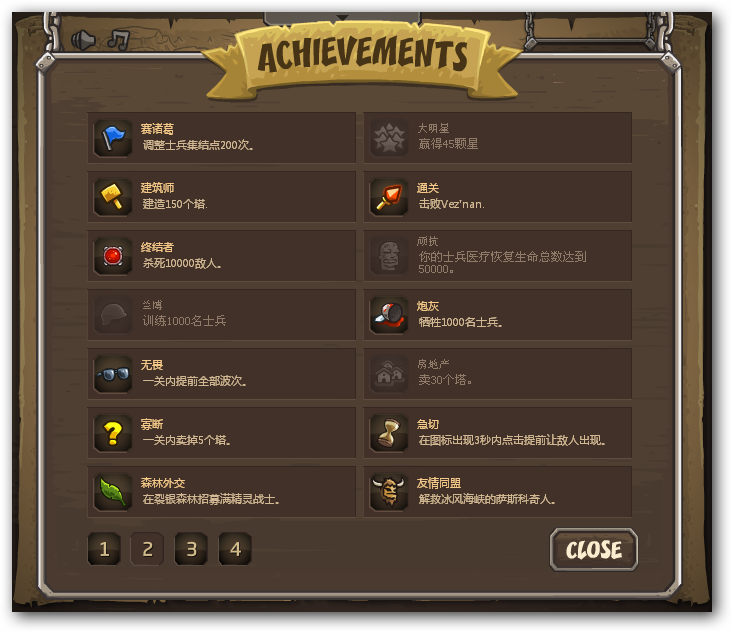 ACHIEVEMENTS
赛诸葛
调整士兵集结点200次。
大明星
赢得45颗星
建筑师
建造150个塔.
通关
击败Vez'nan.
终结者
杀死10000敌人。
顽抗
你的士兵医疗恢复生命总数达到
50000。
兰博
训练1000名士兵
炮灰
牺牲1000名士兵。
无畏
一关内提前全部波次。
房地产
卖30个塔。
寡断
一关内卖掉5个塔。
急切
在图标出现3秒内点击提前让敌人出现。
森林外交
在裂银森林招募满精灵战士。
友情同盟
解救冰风海峡的萨斯科奇人。
1 2 3 4
CLOSE